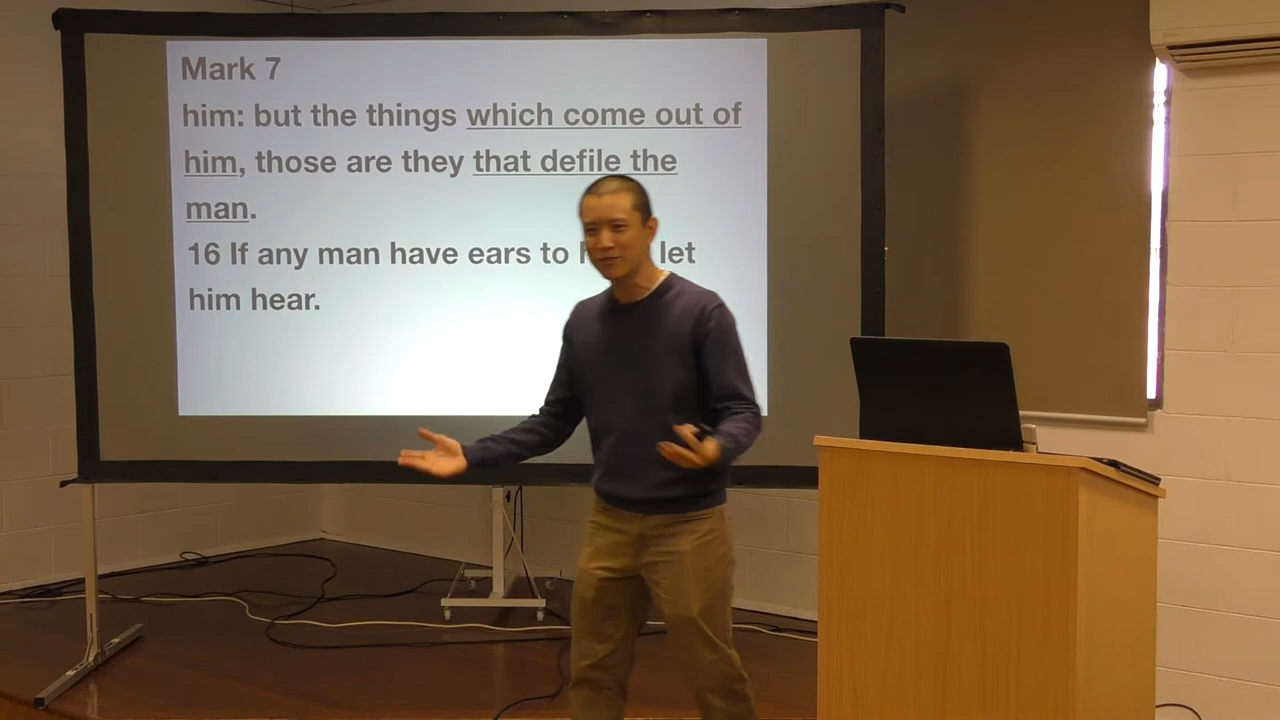 Mark 7
him: but the things which come out of
him, those are they that defile the
man.
16 If any man have ears to let
him hear.